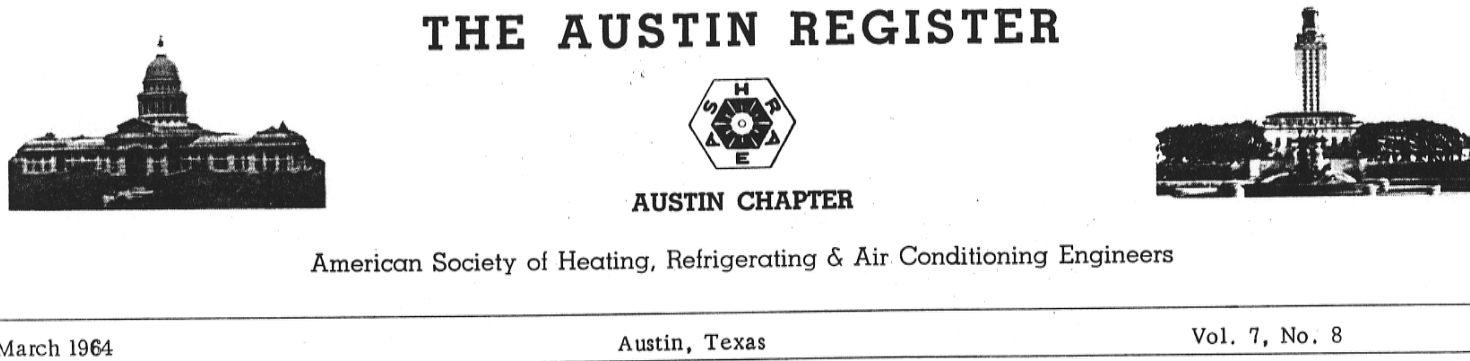 THE AUSTIN REGISTER
ASHRAE
AUSTIN CHAPTER
American Society of Heating, Refrigerating & Air Conditioning Engineers
March 1964 Austin, Texas Vol. 7, No. 8